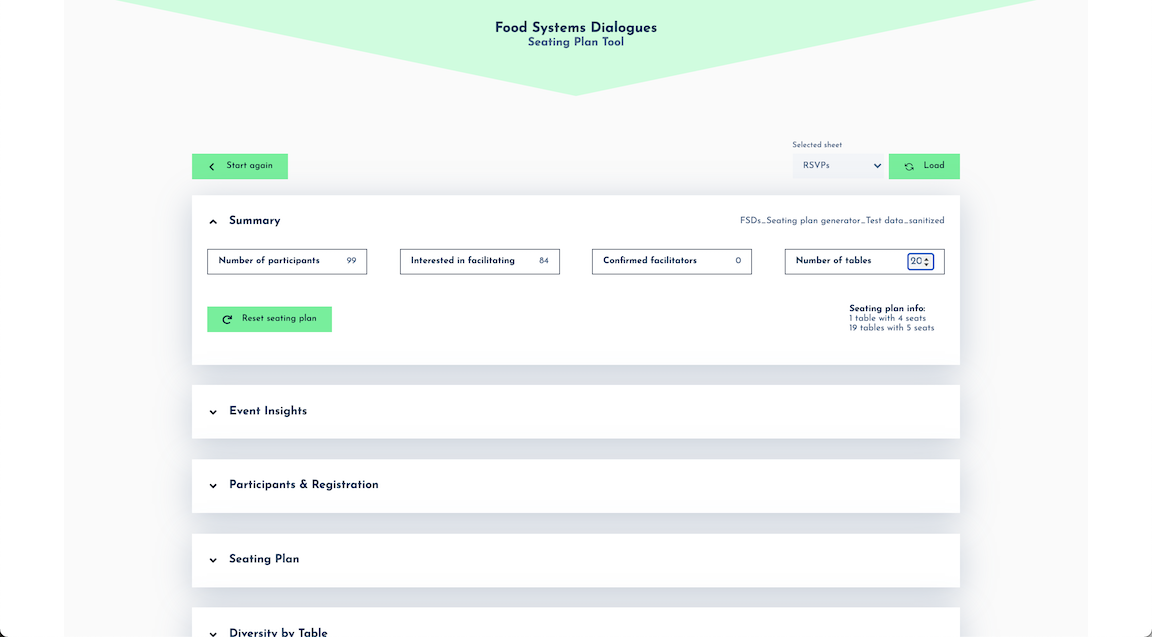 Food Systems Dialogues
Seating Plan Tool
Selected sheet
Start again
RSVPs
Load
Summary
FSDs_Seating plan generator_Test data_sanitized
Number of participants 99
Interested in facilitating 84
Confirmed facilitators 0
Number of tables 20
Reset seating plan
Seating plan info:
1 table with 4 seats
19 tables with 5 seats
Event Insights
Participants & Registration
Seating Plan
Diversity by Table